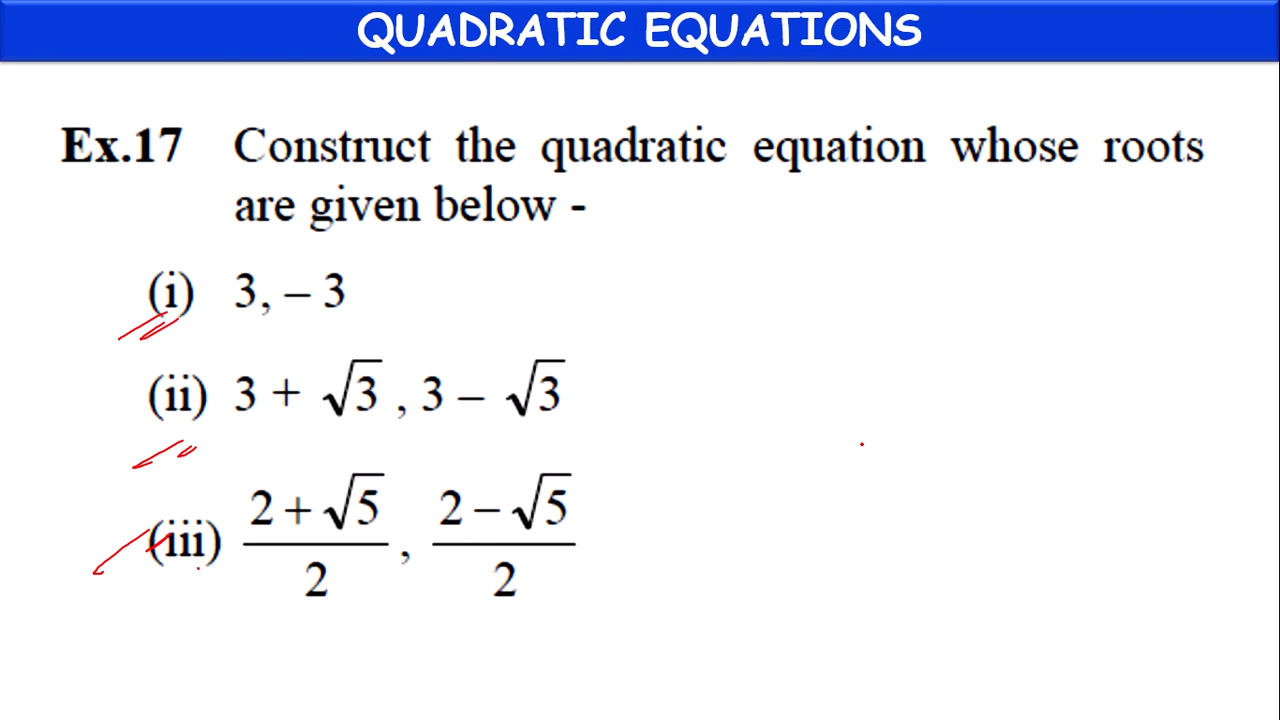 QUADRATIC EQUATIONS
Ex.17 Construct the quadratic equation whose roots
are given below -
(i) 3, – 3
(ii) 3 + √3 , 3 – √3
(iii) (2 + √5)/2 , (2 – √5)/2